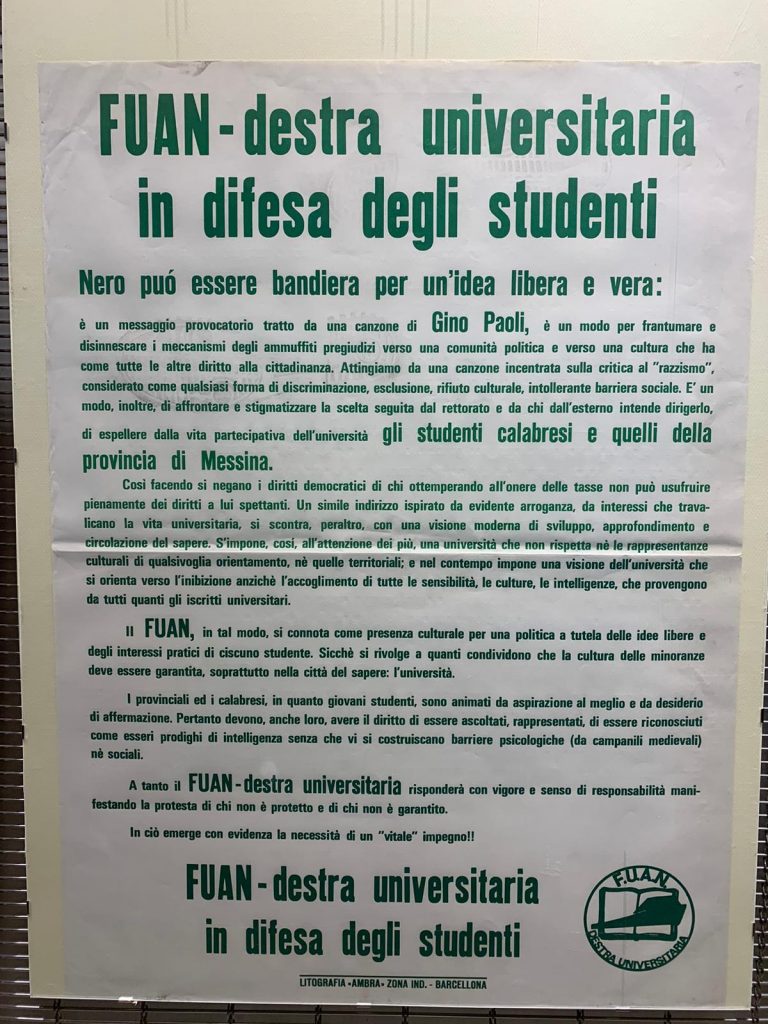 FUAN - destra universitaria
in difesa degli studenti
Nero puó essere bandiera per un'idea libera e vera:
è un messaggio provocatorio tratto da una canzone di Gino Paoli, è un modo per frantumare e
disinnescare i meccanismi degli ammuffiti pregiudizi verso una comunità politica e verso una cultura che ha
come tutte le altre diritto alla cittadinanza. Attingiamo da una canzone incentrata sulla critica al "razzismo",
considerato come qualsiasi forma di discriminazione, esclusione, rifiuto culturale, intollerante barriera sociale. E' un
modo, inoltre, di affrontare e stigmatizzare la scelta seguita dal rettorato e da chi dall'esterno intende dirigerlo,
di espellere dalla vita partecipativa dell'università gli studenti calabresi e quelli della
provincia di Messina.
Così facendo si negano i diritti democratici di chi ottemperando all'onere delle tasse non può usufruire
pienamente dei diritti a lui spettanti. Un simile indirizzo ispirato da evidente arroganza, da interessi che trava-
licano la vita universitaria, si scontra, peraltro, con una visione moderna di sviluppo, approfondimento e
circolazione del sapere. S'impone, così, all'attenzione dei più, una università che non rispetta nè le rappresentanze
culturali di qualsivoglia orientamento, nè quelle territoriali; e nel contempo impone una visione dell'università che
si orienta verso l'inibizione anzichè l'accoglimento di tutte le sensibilità, le culture, le intelligenze, che provengono
da tutti quanti gli iscritti universitari.
Il FUAN, in tal modo, si connota come presenza culturale per una politica a tutela delle idee libere e
degli interessi pratici di ciscuno studente. Sicchè si rivolge a quanti condividono che la cultura delle minoranze
deve essere garantita, soprattutto nella città del sapere: l'università.
I provinciali ed i calabresi, in quanto giovani studenti, sono animati da aspirazione al meglio e da desiderio
di affermazione. Pertanto devono, anche loro, avere il diritto di essere ascoltati, rappresentati, di essere riconosciuti
come esseri prodighi di intelligenza senza che vi si costruiscano barriere psicologiche (da campanili medievali)
nè sociali.
A tanto il FUAN - destra universitaria risponderà con vigore e senso di responsabilità mani-
festando la protesta di chi non è protetto e di chi non è garantito.
In ciò emerge con evidenza la necessità di un "vitale" impegno!!
FUAN - destra universitaria
in difesa degli studenti
F.U.A.N.
DESTRA UNIVERSITARIA
LITOGRAFIA «AMBRA» ZONA IND. - BARCELLONA